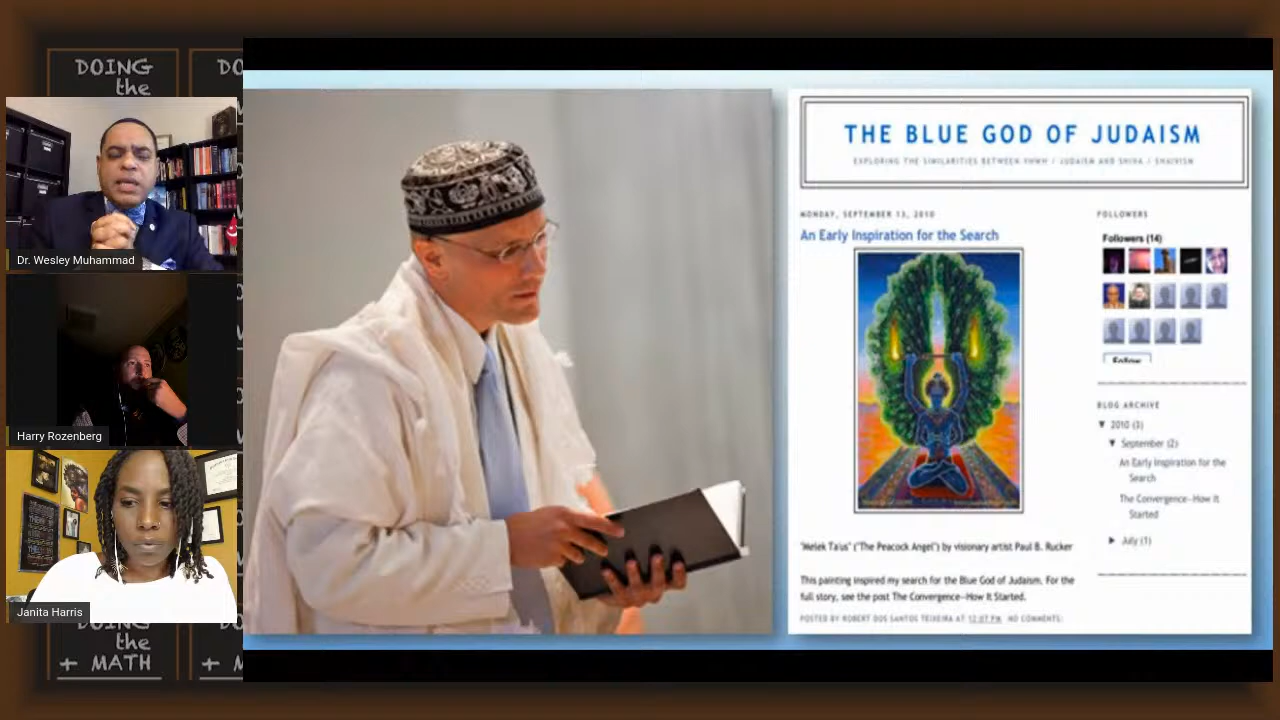 DOING
the
DO
Dr. Wesley Muhammad
Harry Rozenberg
Janita Harris
DOING
the
+ MATH
+ M
THE BLUE GOD OF JUDAISM
EXPLORING THE SIMILARITIES BETWEEN YHWH / JUDAISM AND SHIVA / SHAIVISM
MONDAY, SEPTEMBER 13, 2010
An Early Inspiration for the Search
"Melek Ta'us" ("The Peacock Angel") by visionary artist Paul B. Rucker
This painting inspired my search for the Blue God of Judaism. For the
full story, see the post The Convergence--How It Started.
POSTED BY ROBERT DOS SANTOS TEIXEIRA AT 12:07 PM NO COMMENTS:
FOLLOWERS
Followers (14)
Follow
BLOG ARCHIVE
▼ 2010 (3)
▼ September (2)
An Early Inspiration for the
Search
The Convergence--How It
Started
► July (1)